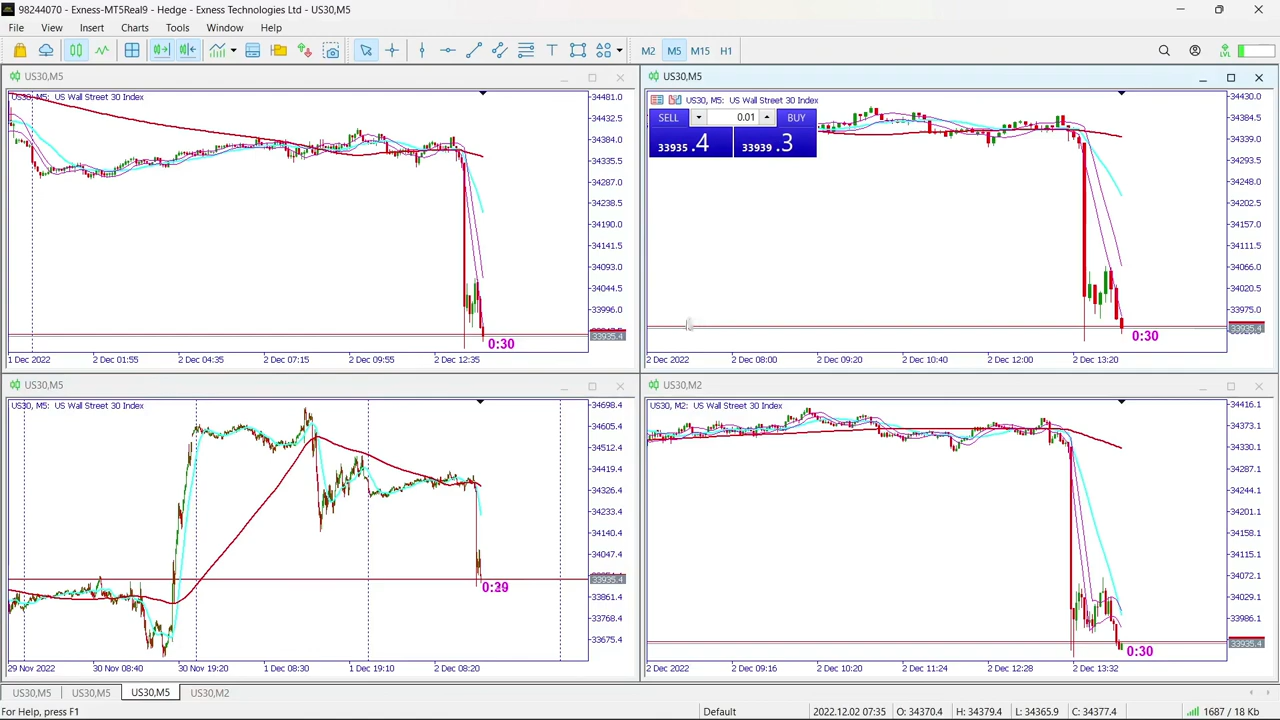 98244070 - Exness-MT5Real9 - Hedge - Exness Technologies Ltd - US30,M5
File View Insert Charts Tools Window Help
M2 M5 M15 H1
LVL
US30,M5
US30, M5: US Wall Street 30 Index
34481.0
34432.5
34384.0
34335.5
34287.0
34238.5
34190.0
34141.5
34093.0
34044.5
33996.0
33935.4
0:30
1 Dec 2022 2 Dec 01:55 2 Dec 04:35 2 Dec 07:15 2 Dec 09:55 2 Dec 12:35
US30,M5
US30, M5: US Wall Street 30 Index
SELL 0.01 BUY
33935.4 33939.3
34430.0
34384.5
34339.0
34293.5
34248.0
34202.5
34157.0
34111.5
34066.0
34020.5
33975.0
33935.4
0:30
2 Dec 2022 2 Dec 08:00 2 Dec 09:20 2 Dec 10:40 2 Dec 12:00 2 Dec 13:20
US30,M5
US30, M5: US Wall Street 30 Index
34698.4
34605.4
34512.4
34419.4
34326.4
34233.4
34140.4
34047.4
33935.4
33861.4
33768.4
33675.4
0:29
29 Nov 2022 30 Nov 08:40 30 Nov 19:20 1 Dec 08:30 1 Dec 19:10 2 Dec 08:20
US30,M2
US30, M2: US Wall Street 30 Index
34416.1
34373.1
34330.1
34287.1
34244.1
34201.1
34158.1
34115.1
34072.1
34029.1
33986.1
33935.4
0:30
2 Dec 2022 2 Dec 09:16 2 Dec 10:20 2 Dec 11:24 2 Dec 12:28 2 Dec 13:32
US30,M5 US30,M5 US30,M5 US30,M2
For Help, press F1 Default 2022.12.02 07:35 O: 34370.4 H: 34379.4 L: 34365.9 C: 34377.4 1687 / 18 Kb